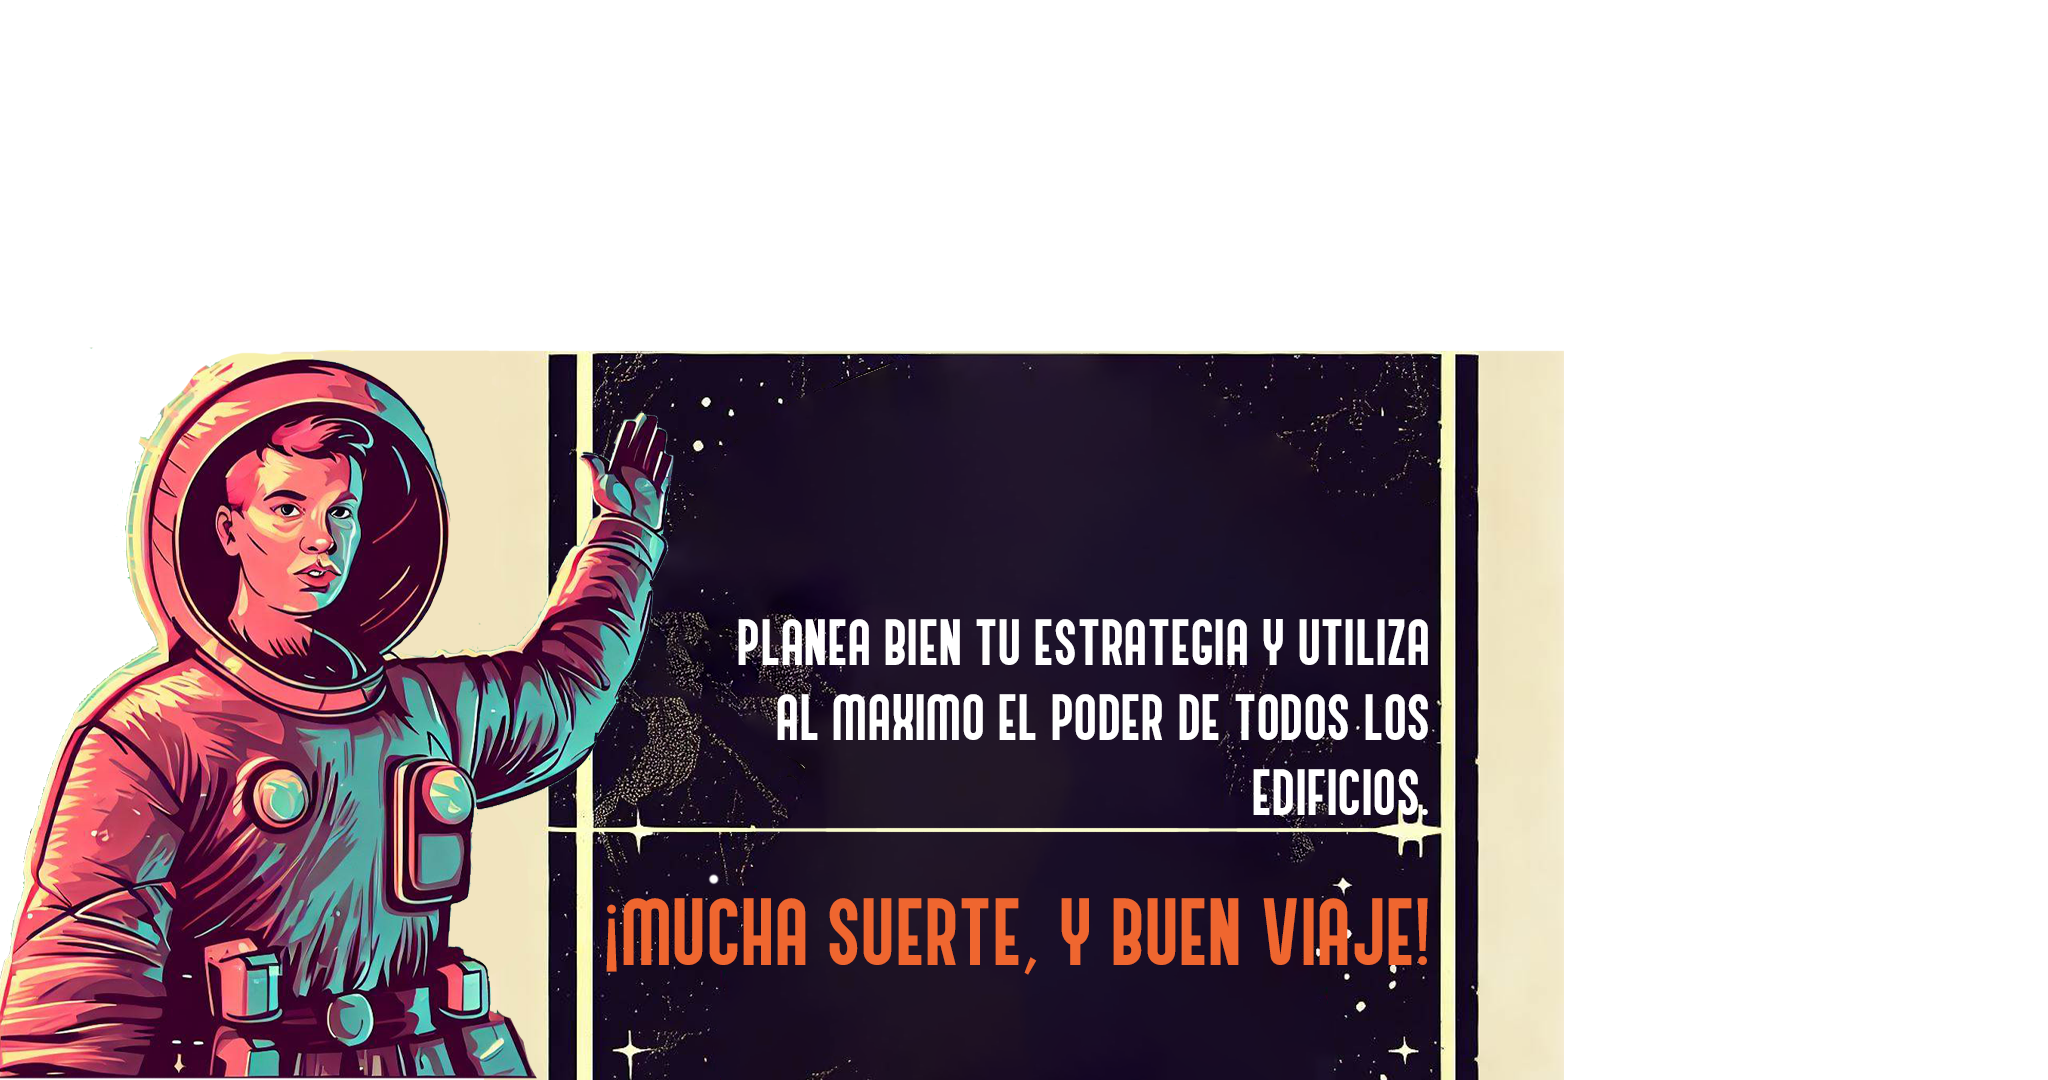 PLANEA BIEN TU ESTRATEGIA Y UTILIZA
AL MAXIMO EL PODER DE TODOS LOS
EDIFICIOS.
¡MUCHA SUERTE, Y BUEN VIAJE!